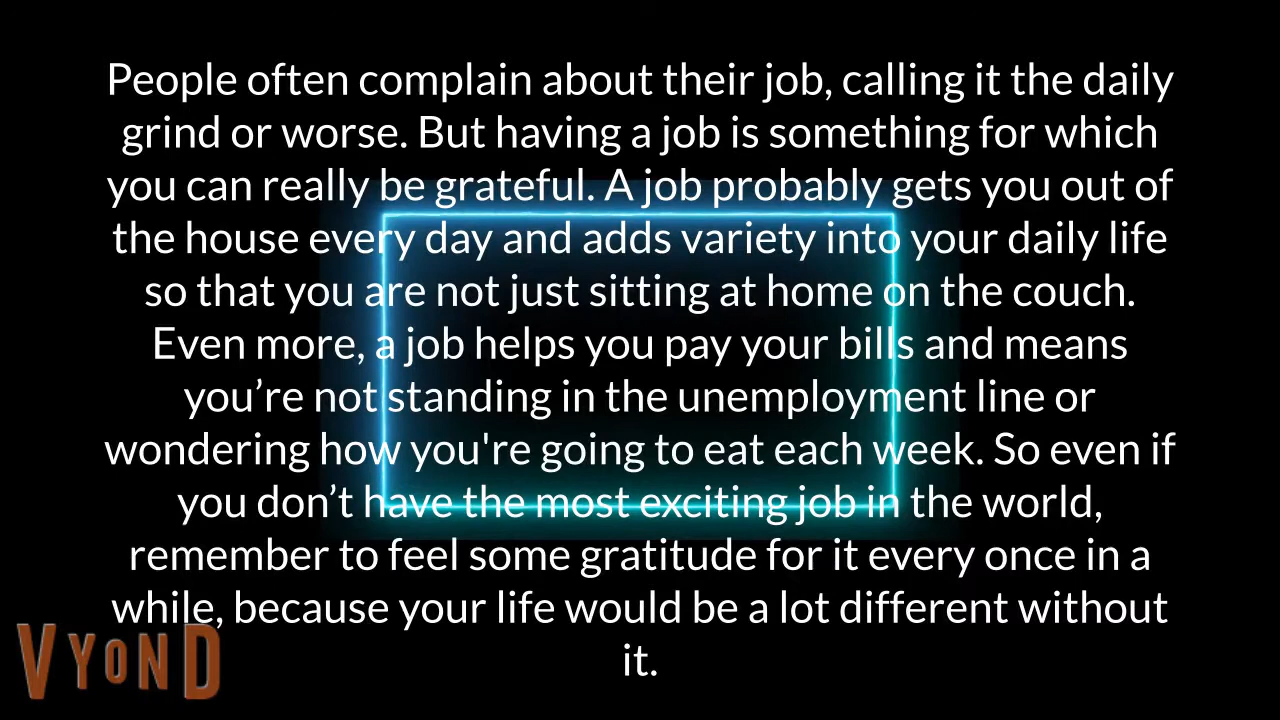 People often complain about their job, calling it the daily
grind or worse. But having a job is something for which
you can really be grateful. A job probably gets you out of
the house every day and adds variety into your daily life
so that you are not just sitting at home on the couch.
Even more, a job helps you pay your bills and means
you’re not standing in the unemployment line or
wondering how you're going to eat each week. So even if
you don’t have the most exciting job in the world,
remember to feel some gratitude for it every once in a
while, because your life would be a lot different without
it.
VYOND